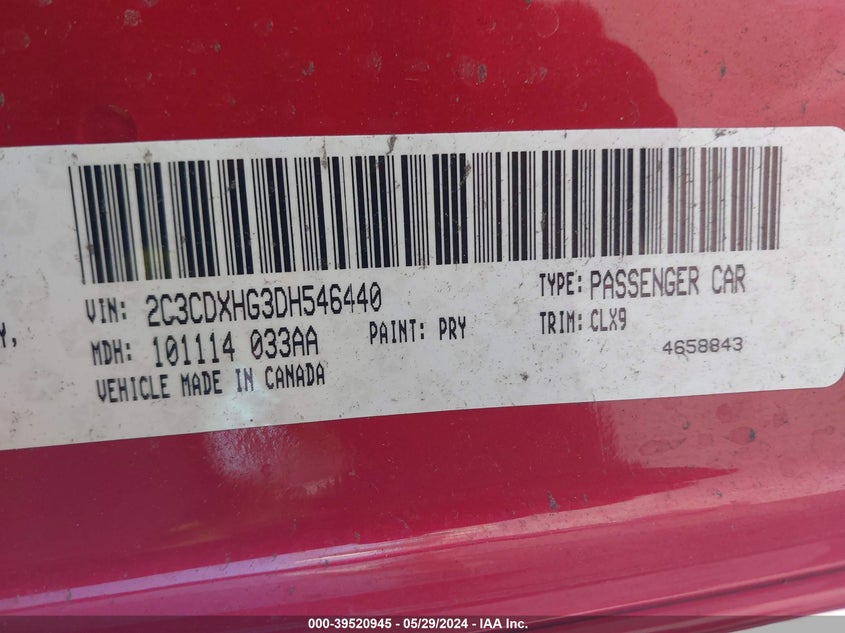 VIN: 2C3CDXHG3DH546440
TYPE: PASSENGER CAR
Y,
MDH: 101114 033AA
PAINT: PRY
TRIM: CLX9
VEHICLE MADE IN CANADA
4658843
000-39520945 - 05/29/2024 - IAA Inc.